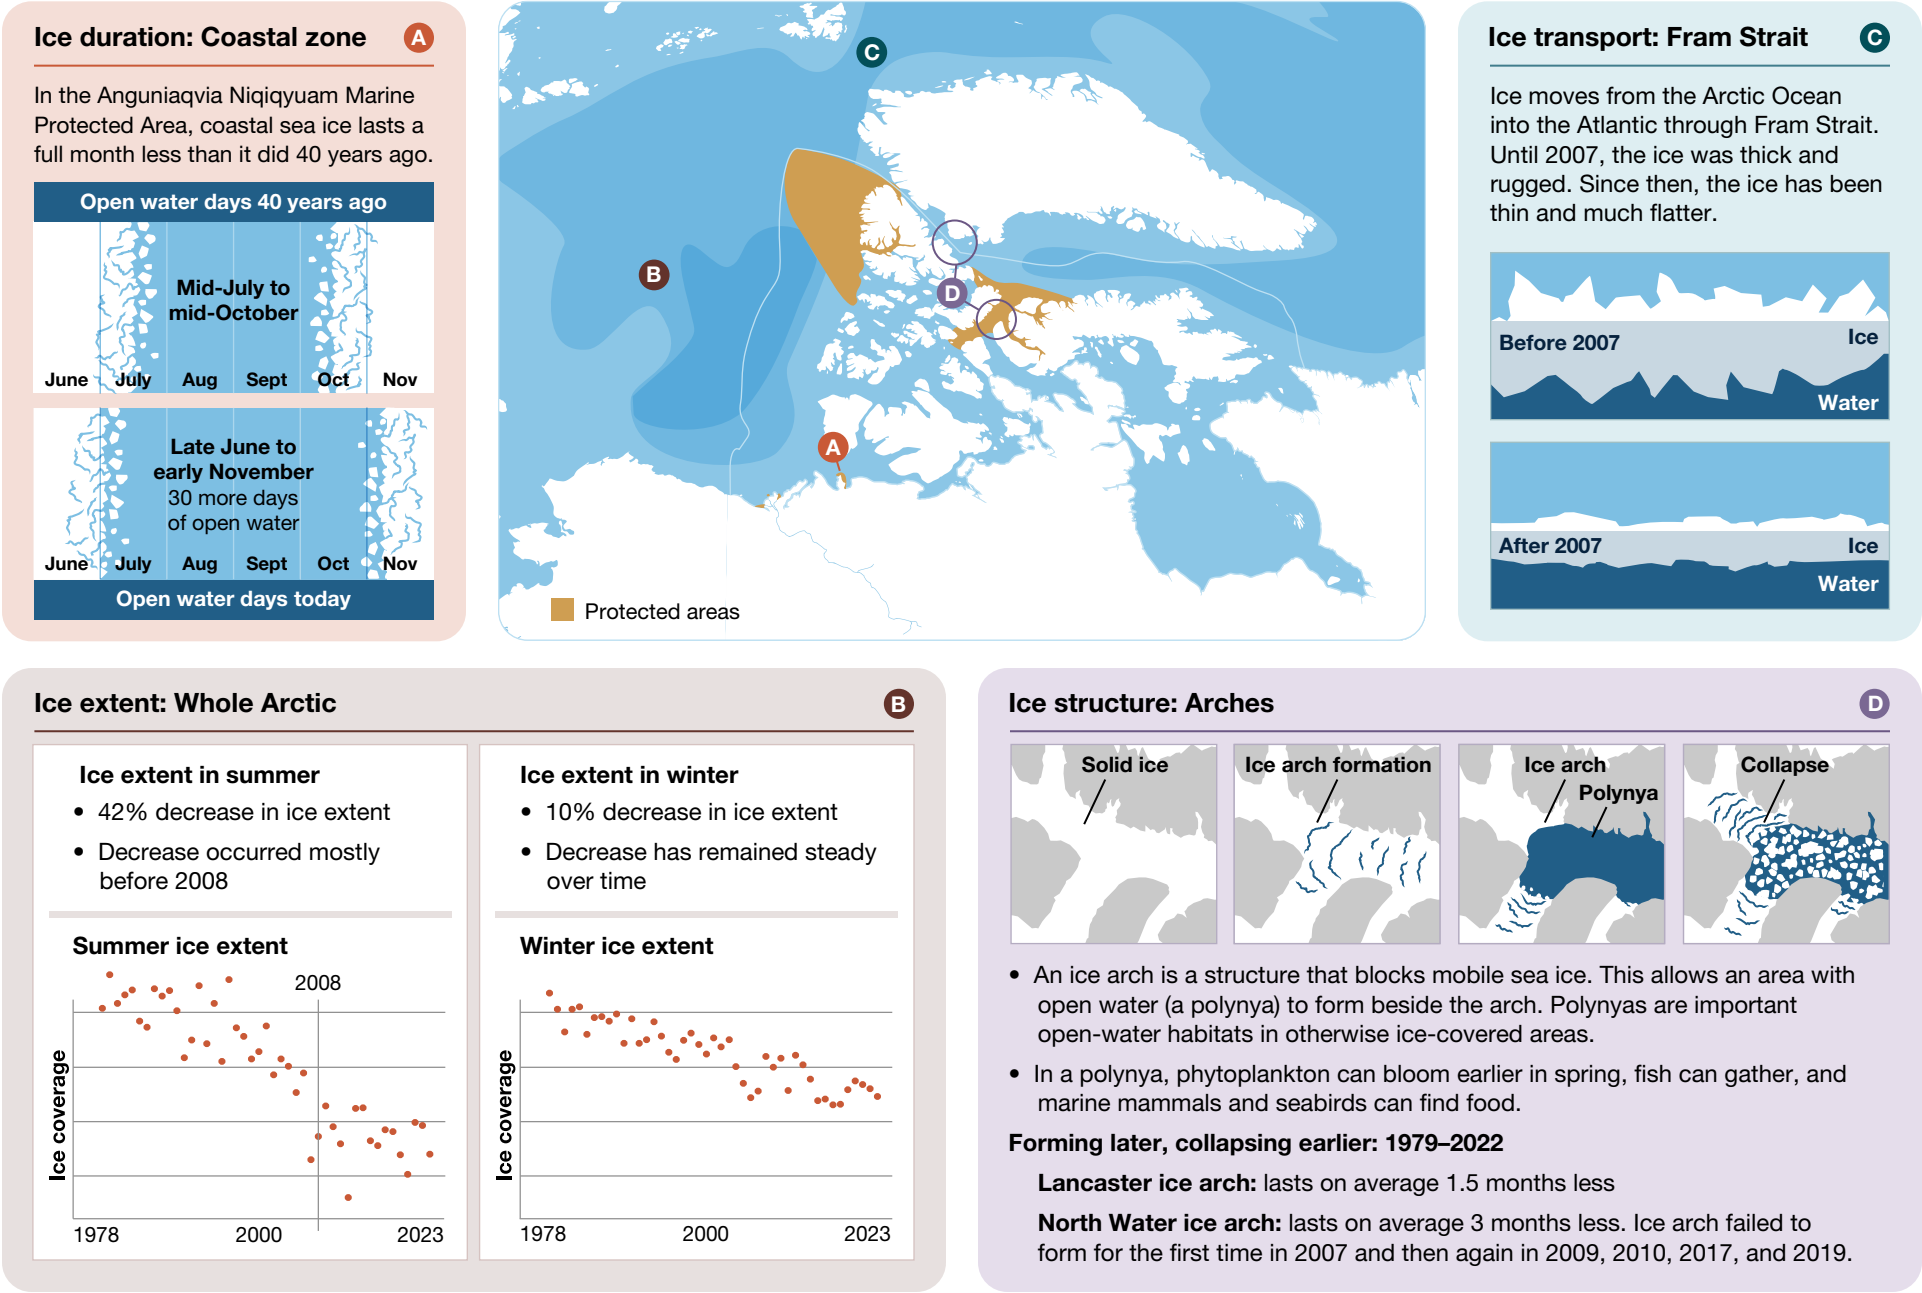 Ice duration: Coastal zone
A
In the Anguniaqvia Niqiqyuam Marine
Protected Area, coastal sea ice lasts a
full month less than it did 40 years ago.
Open water days 40 years ago
Mid-July to
mid-October
June July Aug Sept Oct Nov
Late June to
early November
30 more days
of open water
June July Aug Sept Oct Nov
Open water days today
C
B
D
A
Protected areas
Ice transport: Fram Strait
C
Ice moves from the Arctic Ocean
into the Atlantic through Fram Strait.
Until 2007, the ice was thick and
rugged. Since then, the ice has been
thin and much flatter.
Before 2007
Ice
Water
After 2007
Ice
Water
Ice extent: Whole Arctic
B
Ice extent in summer
• 42% decrease in ice extent
• Decrease occurred mostly
before 2008
Summer ice extent
2008
Ice coverage
1978 2000 2023
Ice extent in winter
• 10% decrease in ice extent
• Decrease has remained steady
over time
Winter ice extent
Ice coverage
1978 2000 2023
Ice structure: Arches
D
Solid ice
Ice arch formation
Ice arch
Polynya
Collapse
• An ice arch is a structure that blocks mobile sea ice. This allows an area with
open water (a polynya) to form beside the arch. Polynyas are important
open-water habitats in otherwise ice-covered areas.
• In a polynya, phytoplankton can bloom earlier in spring, fish can gather, and
marine mammals and seabirds can find food.
Forming later, collapsing earlier: 1979–2022
Lancaster ice arch: lasts on average 1.5 months less
North Water ice arch: lasts on average 3 months less. Ice arch failed to
form for the first time in 2007 and then again in 2009, 2010, 2017, and 2019.